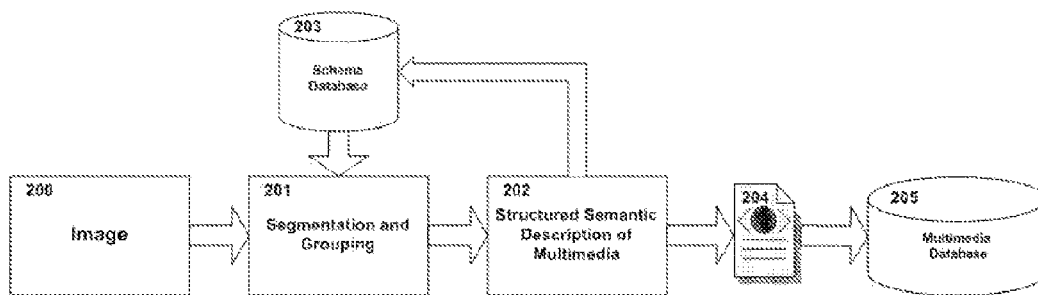 203
Schema
Database
200
Image
201
Segmentation and
Grouping
202
Structured Semantic
Description of
Multimedia
204
205
Multimedia
Database